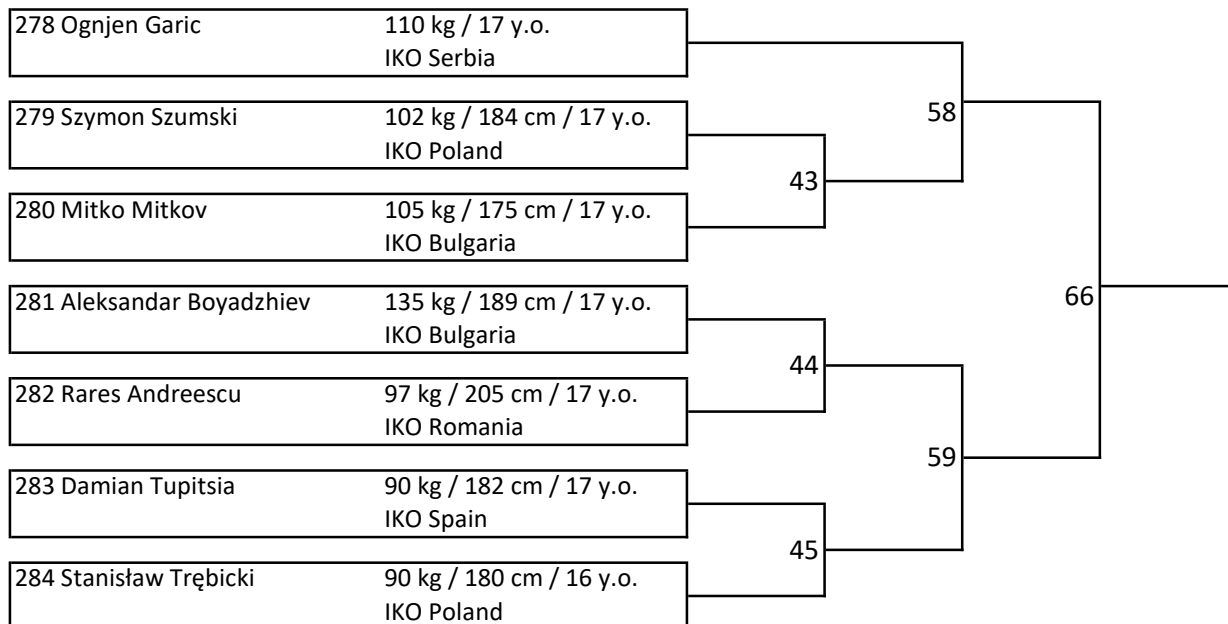 278 Ognjen Garic 110 kg / 17 y.o.
IKO Serbia
279 Szymon Szumski 102 kg / 184 cm / 17 y.o.
IKO Poland
58
43
280 Mitko Mitkov 105 kg / 175 cm / 17 y.o.
IKO Bulgaria
281 Aleksandar Boyadzhiev 135 kg / 189 cm / 17 y.o.
IKO Bulgaria
66
44
282 Rares Andreescu 97 kg / 205 cm / 17 y.o.
IKO Romania
59
283 Damian Tupitsia 90 kg / 182 cm / 17 y.o.
IKO Spain
45
284 Stanisław Trębicki 90 kg / 180 cm / 16 y.o.
IKO Poland